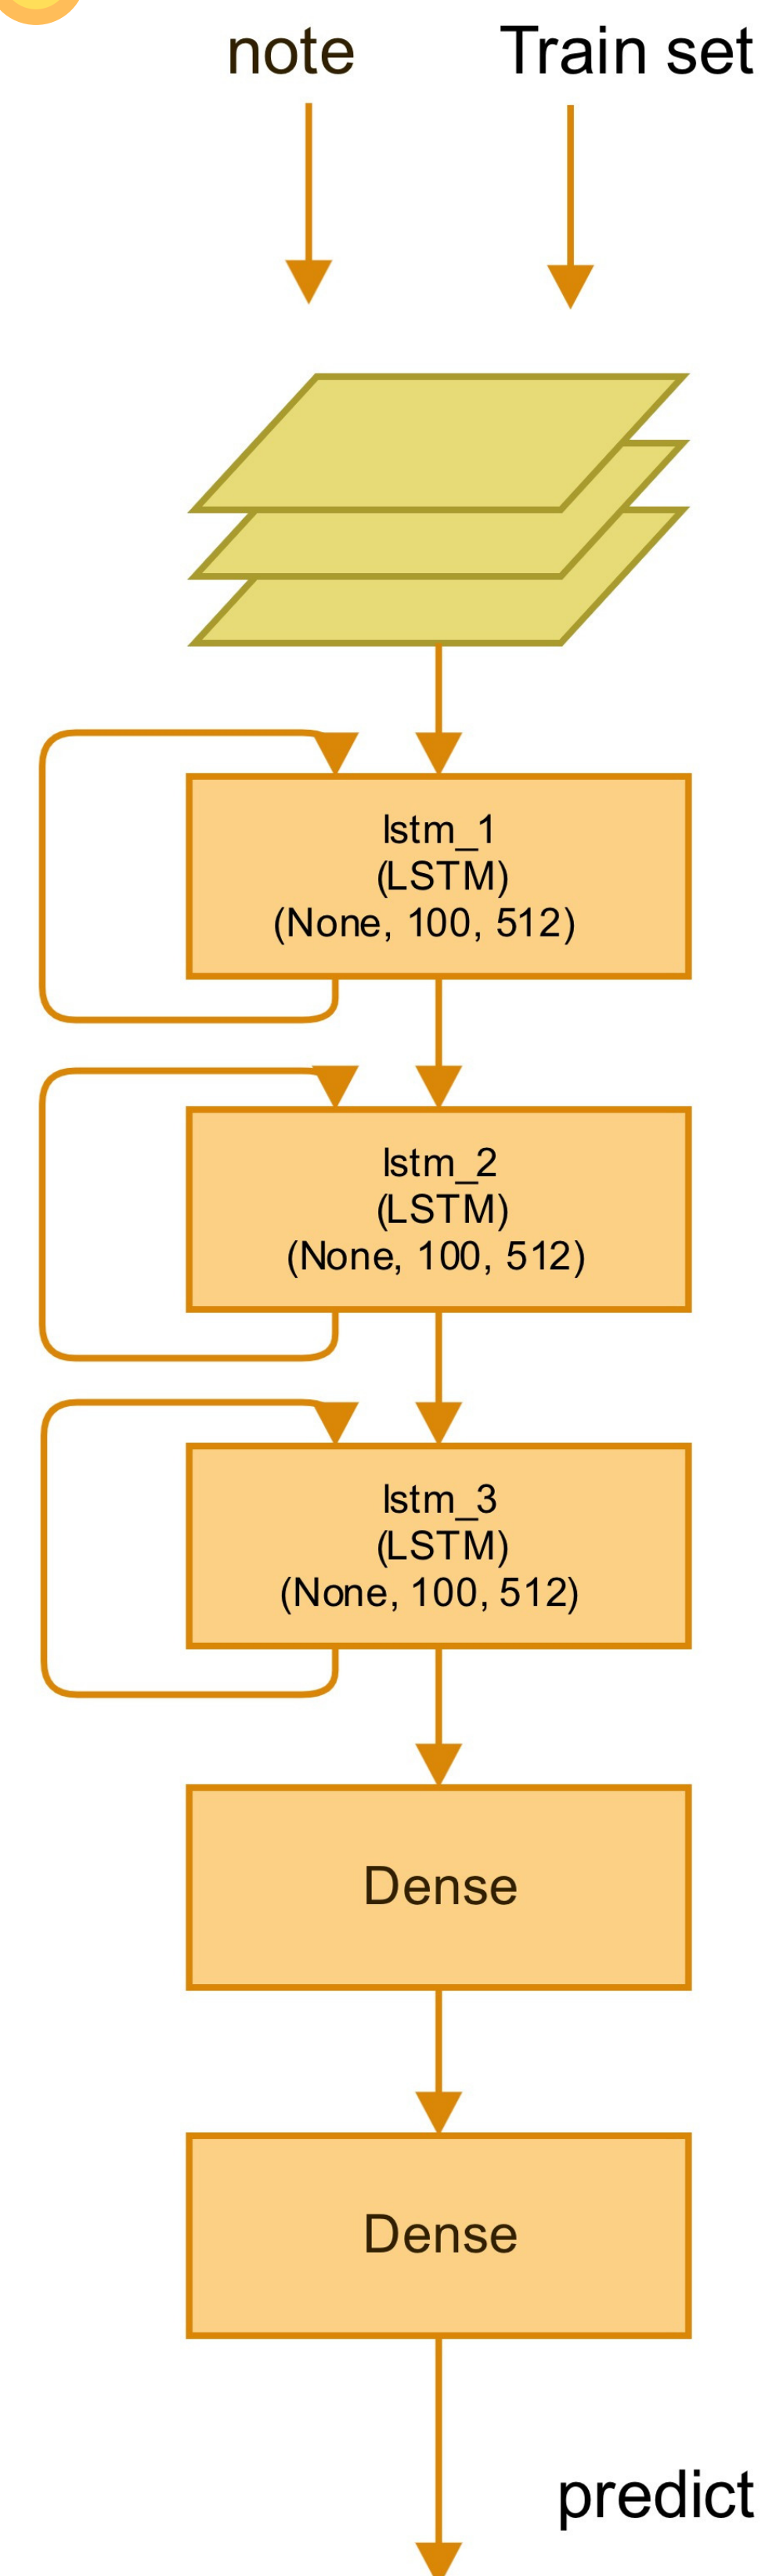 note Train set
lstm_1
(LSTM)
(None, 100, 512)
lstm_2
(LSTM)
(None, 100, 512)
lstm_3
(LSTM)
(None, 100, 512)
Dense
Dense
predict